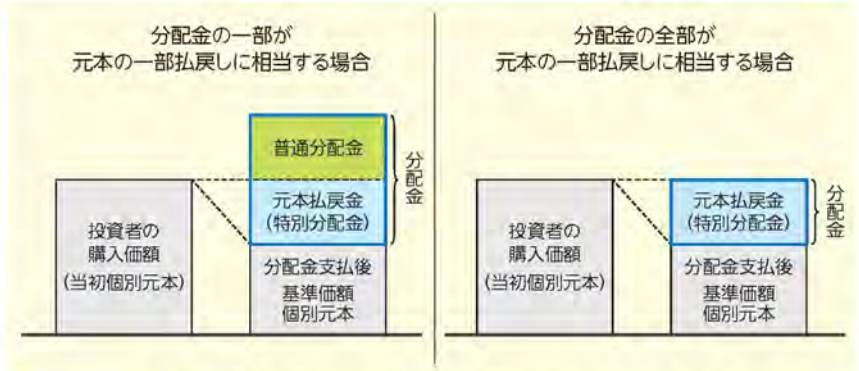 分配金の一部が
元本の一部払戻しに相当する場合
普通分配金
元本払戻金
(特別分配金)
分配金
投資者の
購入価額
(当初個別元本)
分配金支払後
基準価額
個別元本
分配金の全部が
元本の一部払戻しに相当する場合
元本払戻金
(特別分配金)
分配金
投資者の
購入価額
(当初個別元本)
分配金支払後
基準価額
個別元本